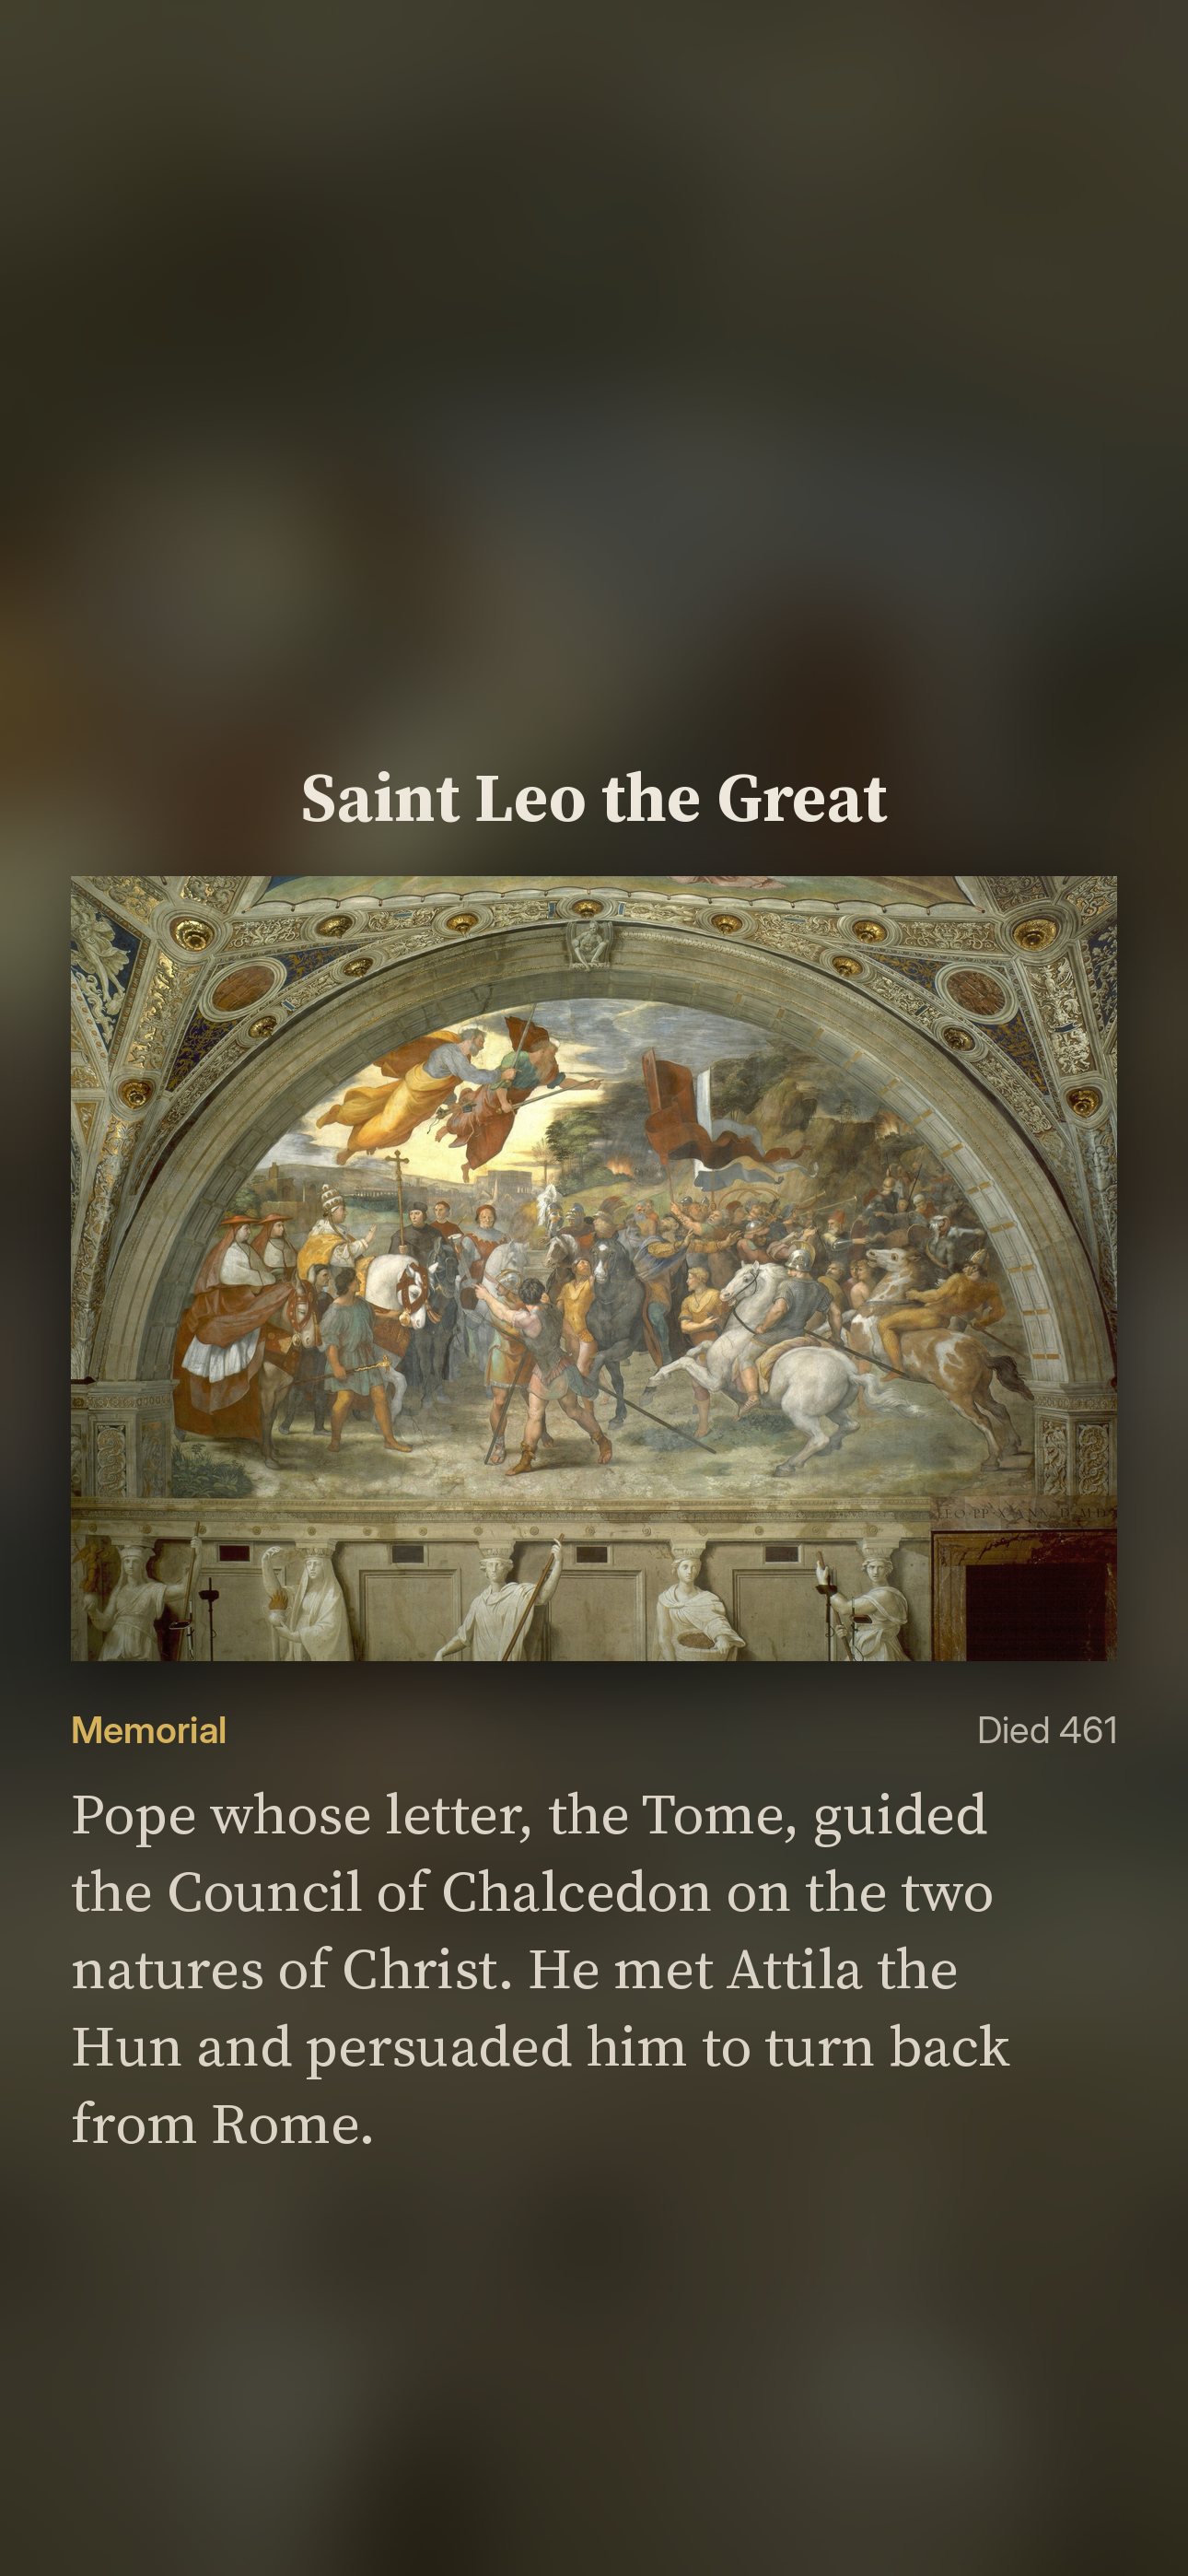 Saint Leo the Great
Memorial
Died 461
Pope whose letter, the Tome, guided
the Council of Chalcedon on the two
natures of Christ. He met Attila the
Hun and persuaded him to turn back
from Rome.